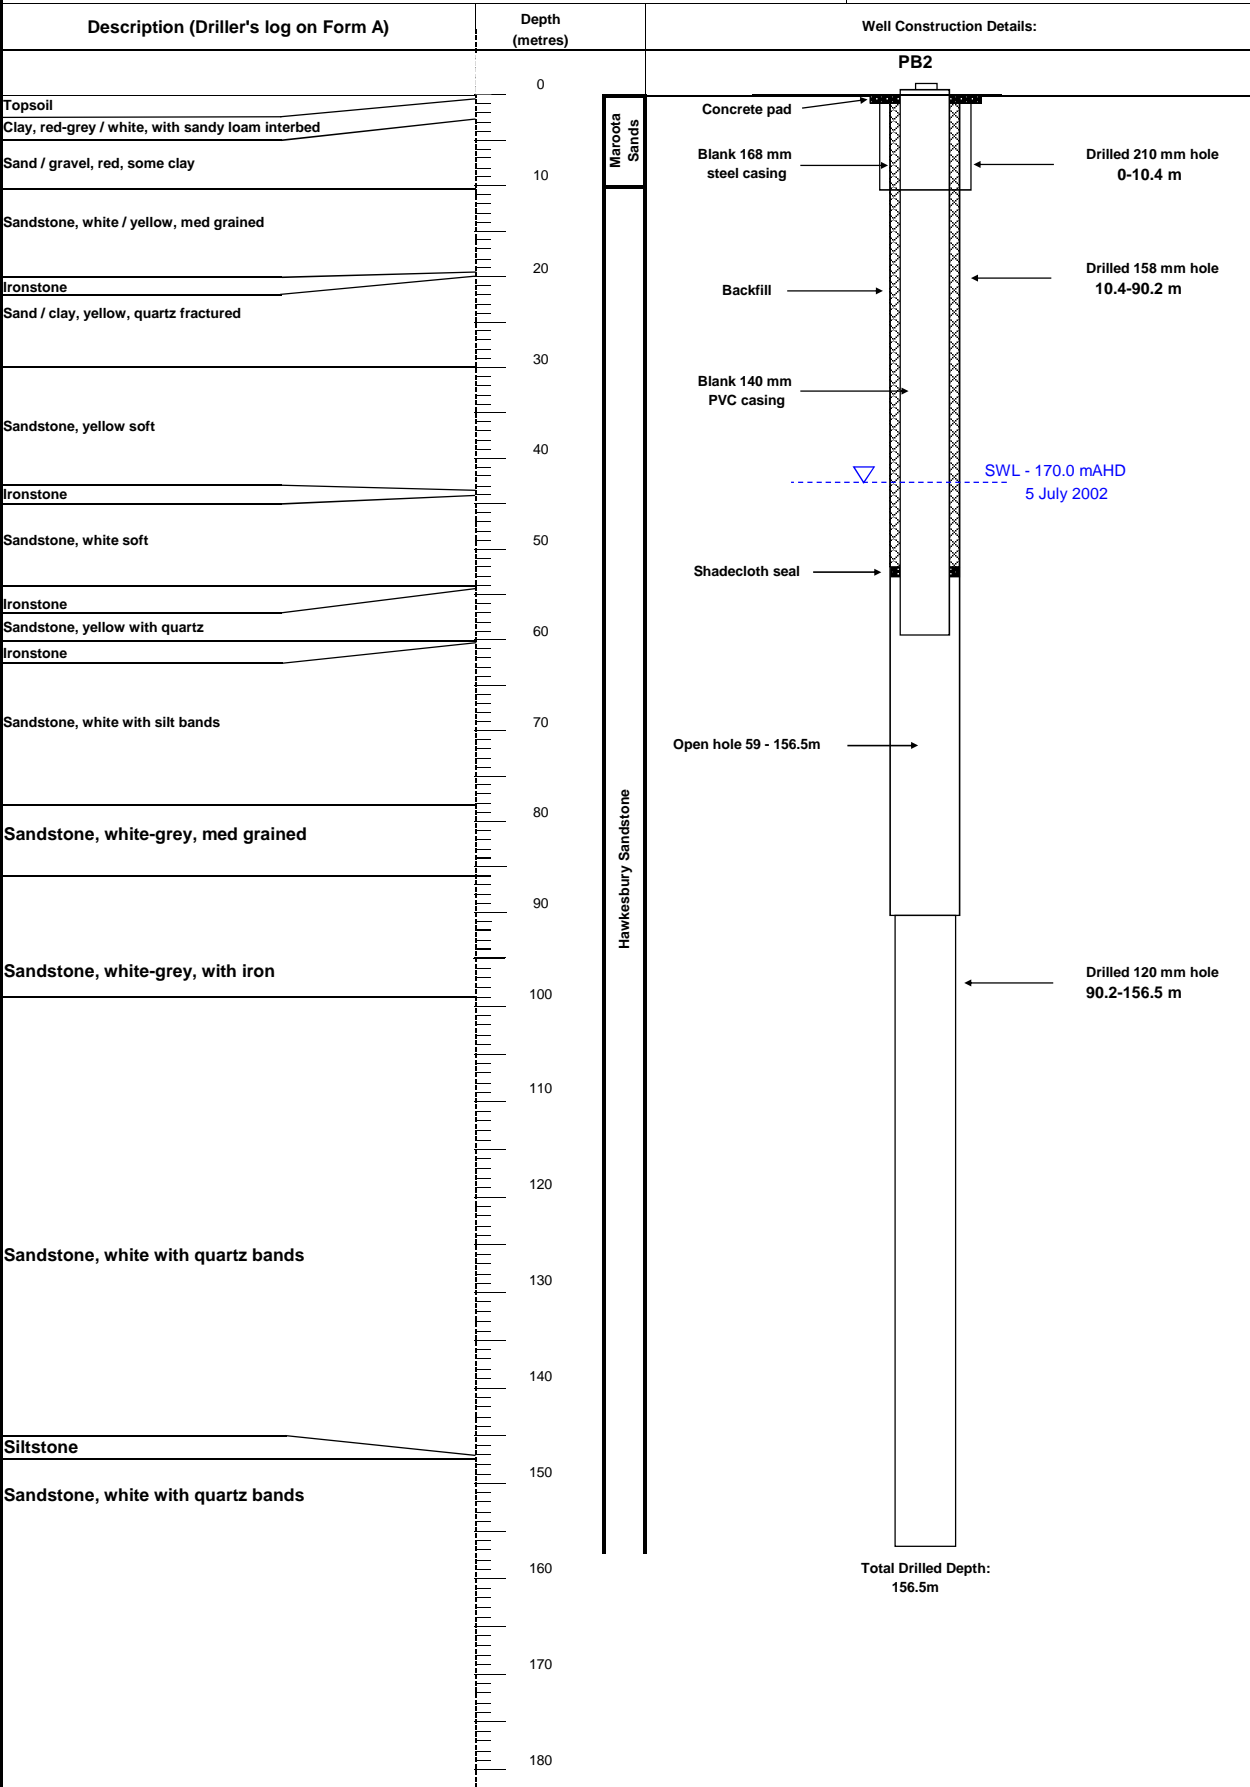 Description (Driller's log on Form A)
Depth
(metres)
Well Construction Details:
PB2
0
Topsoil
Clay, red-grey / white, with sandy loam interbed
Sand / gravel, red, some clay
10
Sandstone, white / yellow, med grained
20
Ironstone
Sand / clay, yellow, quartz fractured
30
Sandstone, yellow soft
40
Ironstone
Sandstone, white soft
50
Ironstone
Sandstone, yellow with quartz
60
Ironstone
Sandstone, white with silt bands
70
80
Sandstone, white-grey, med grained
90
Sandstone, white-grey, with iron
100
110
120
Sandstone, white with quartz bands
130
140
Siltstone
150
Sandstone, white with quartz bands
160
170
180
Maroota
Sands
Hawkesbury Sandstone
Concrete pad
Blank 168 mm
steel casing
Drilled 210 mm hole
0-10.4 m
Backfill
Drilled 158 mm hole
10.4-90.2 m
Blank 140 mm
PVC casing
SWL - 170.0 mAHD
5 July 2002
Shadecloth seal
Open hole 59 - 156.5m
Drilled 120 mm hole
90.2-156.5 m
Total Drilled Depth:
156.5m